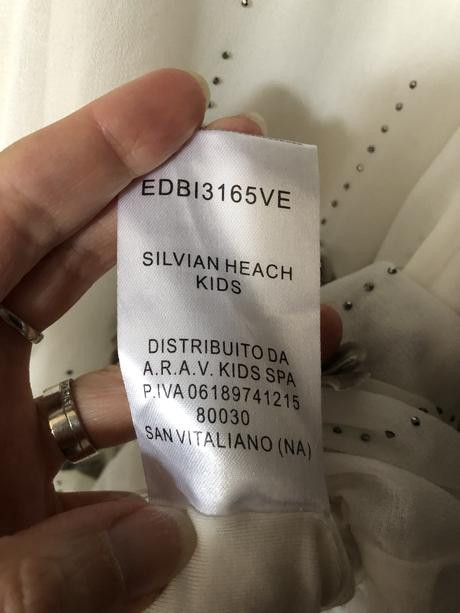 EDBI3165VE
SILVIAN HEACH
KIDS
DISTRIBUITO DA
A.R.A.V. KIDS SPA
P.IVA 06189741215
80030
SAN VITALIANO (NA)